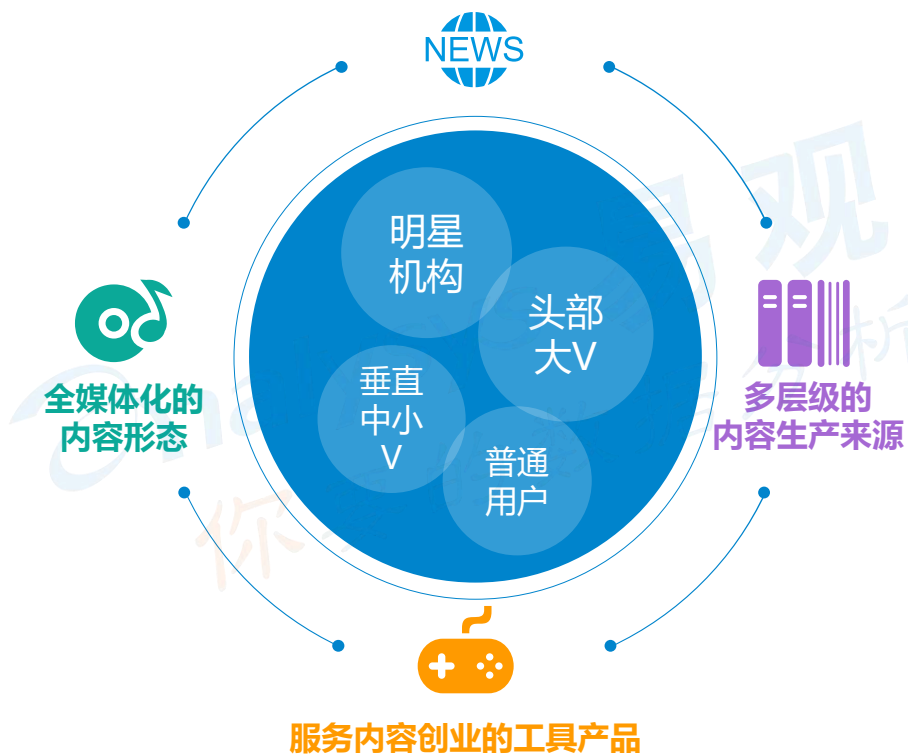 NEWS
明星
机构
头部
大V
垂直
中小
V
普通
用户
全媒体化的
内容形态
多层级的
内容生产来源
服务内容创业的工具产品